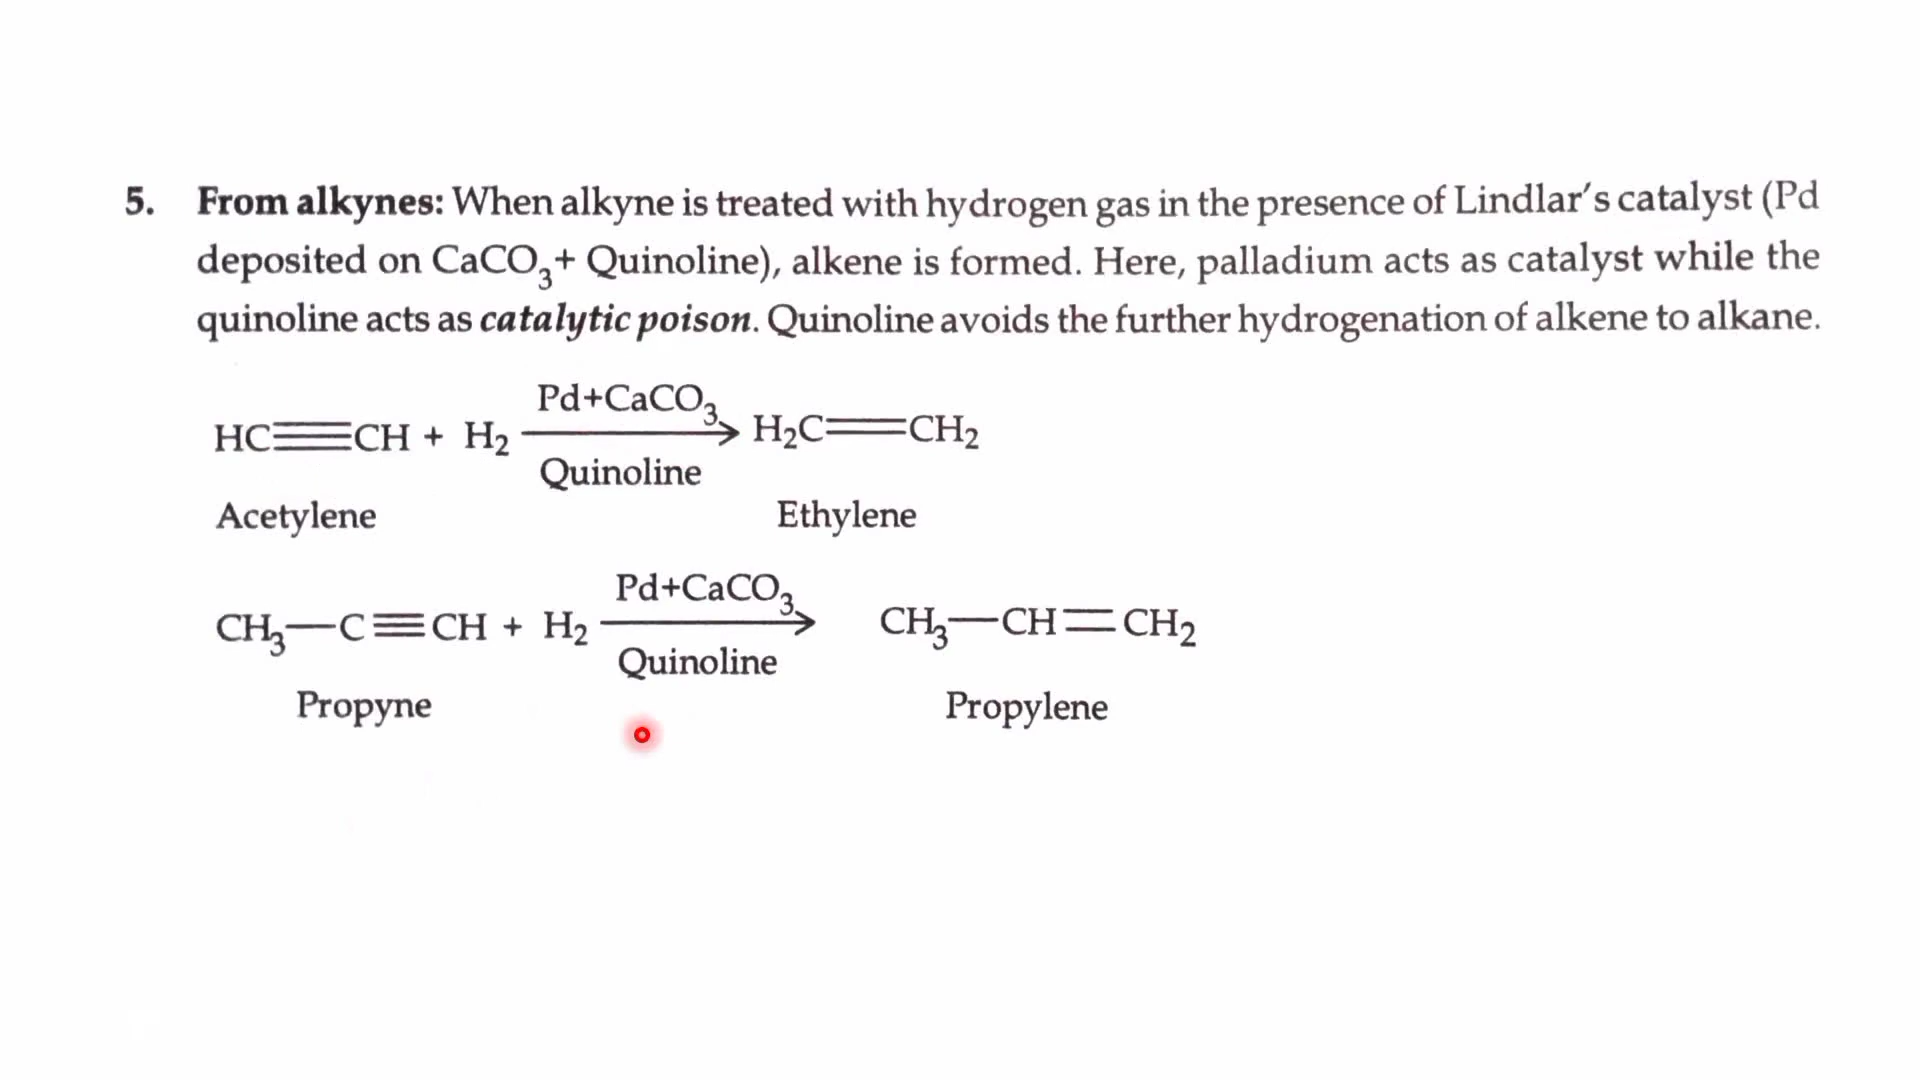 5. From alkynes: When alkyne is treated with hydrogen gas in the presence of Lindlar's catalyst (Pd
deposited on CaCO₃+ Quinoline), alkene is formed. Here, palladium acts as catalyst while the
quinoline acts as catalytic poison. Quinoline avoids the further hydrogenation of alkene to alkane.
Pd+CaCO₃
HC≡CH + H₂ ⟶ H₂C=CH₂
Quinoline
Acetylene Ethylene
Pd+CaCO₃
CH₃—C≡CH + H₂ ⟶ CH₃—CH=CH₂
Quinoline
Propyne Propylene